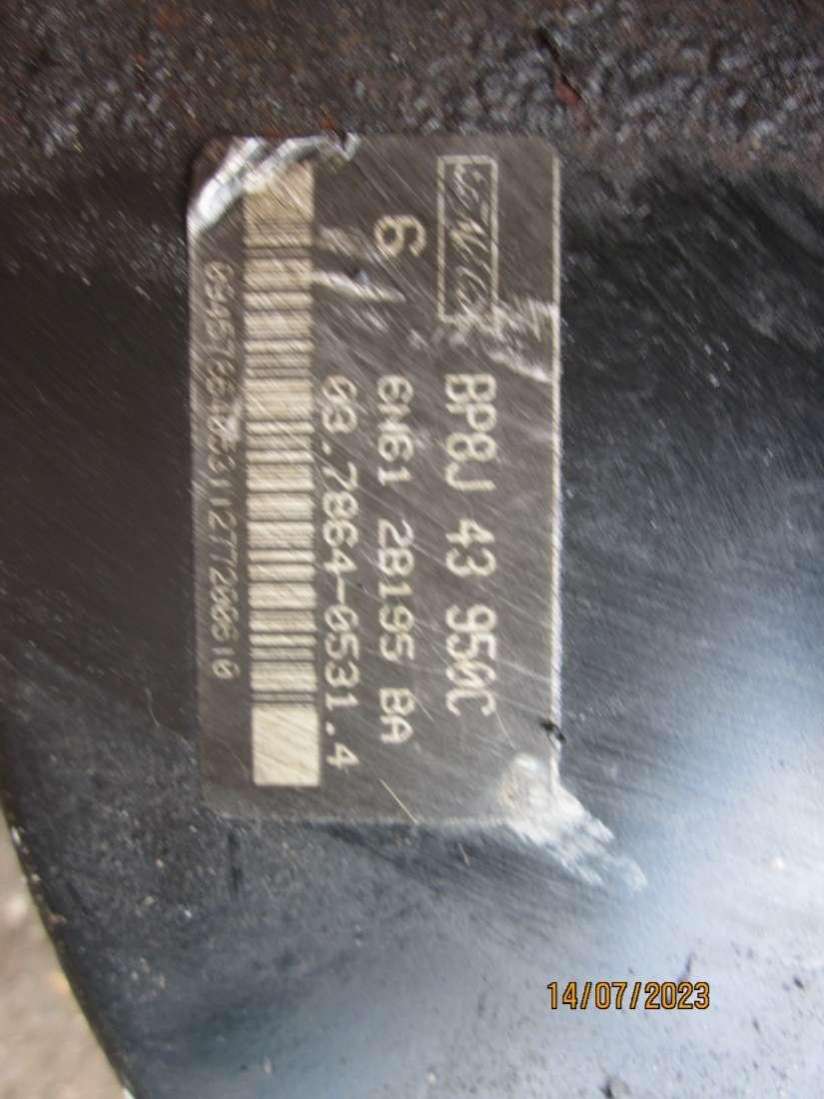 BP8J 43 950C
6
6N61 2B195 BA
03.7864-0531.4
14/07/2023